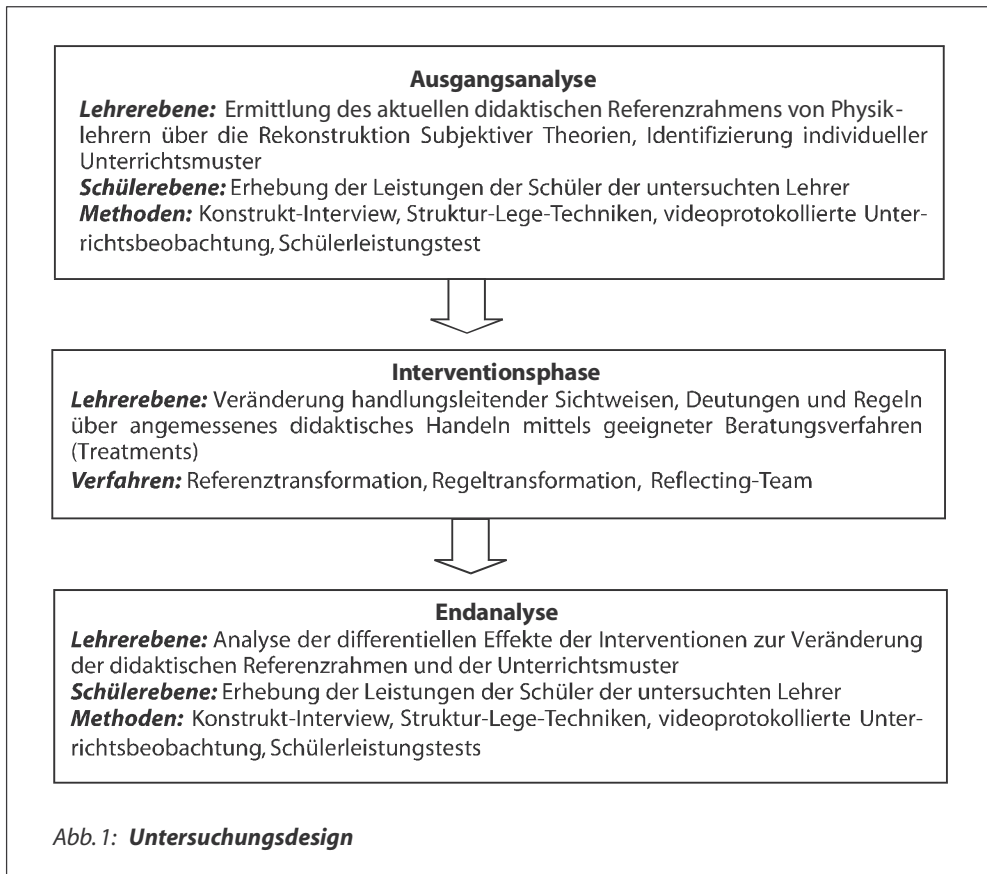 Ausgangsanalyse
Lehrerebene: Ermittlung des aktuellen didaktischen Referenzrahmens von Physik-
lehrern über die Rekonstruktion Subjektiver Theorien, Identifizierung individueller
Unterrichtsmuster
Schülerebene: Erhebung der Leistungen der Schüler der untersuchten Lehrer
Methoden: Konstrukt-Interview, Struktur-Lege-Techniken, videoprotokollierte Unter-
richtsbeobachtung, Schülerleistungstest
Interventionsphase
Lehrerebene: Veränderung handlungsleitender Sichtweisen, Deutungen und Regeln
über angemessenes didaktisches Handeln mittels geeigneter Beratungsverfahren
(Treatments)
Verfahren: Referenztransformation, Regeltransformation, Reflecting-Team
Endanalyse
Lehrerebene: Analyse der differentiellen Effekte der Interventionen zur Veränderung
der didaktischen Referenzrahmen und der Unterrichtsmuster
Schülerebene: Erhebung der Leistungen der Schüler der untersuchten Lehrer
Methoden: Konstrukt-Interview, Struktur-Lege-Techniken, videoprotokollierte Unter-
richtsbeobachtung, Schülerleistungstests
Abb. 1: Untersuchungsdesign